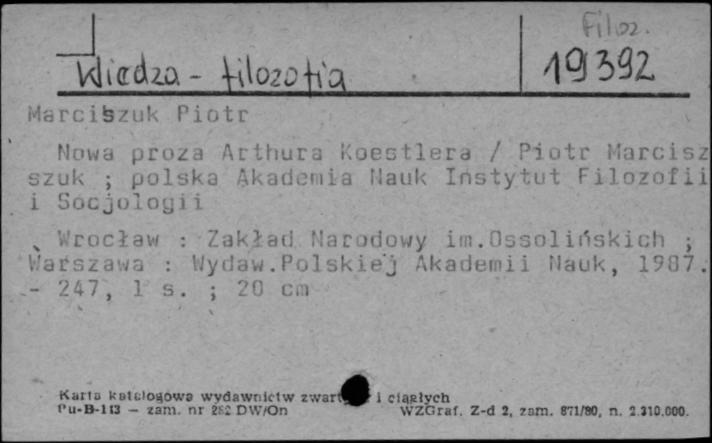 Filoz.
Wiedza - filozofia 19392
Marciszuk Piotr
Nowa proza Arthura Koestlera / Piotr Marcisz
szuk ; polska Akademia Nauk Instytut Filozofii
i Socjologii
Wrocław : Zakład Narodowy im.Ossolińskich ;
Warszawa : Wydaw.Polskiej Akademii Nauk, 1987.
- 247, 1 s. ; 20 cm
Karta katalogowa wydawnictw i ciągłych
Pu-B-113 — zam. nr 282 DW/On WZGraf. Z-d 2, zam. 871/80, n. 2.310.000.